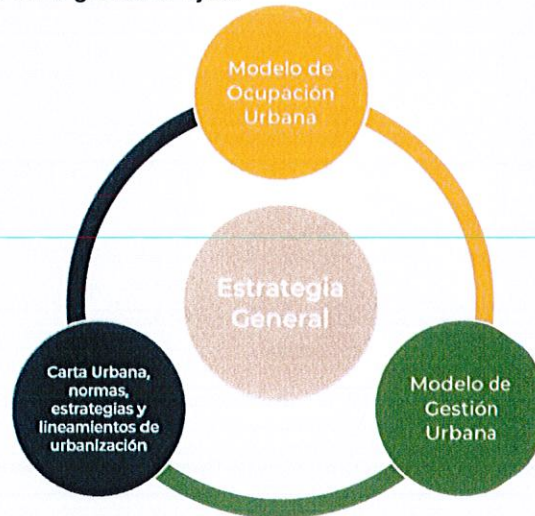 Modelo de
Ocupación
Urbana
Estrategia
General
Carta Urbana,
normas,
estrategias y
lineamientos de
urbanización
Modelo de
Gestión
Urbana